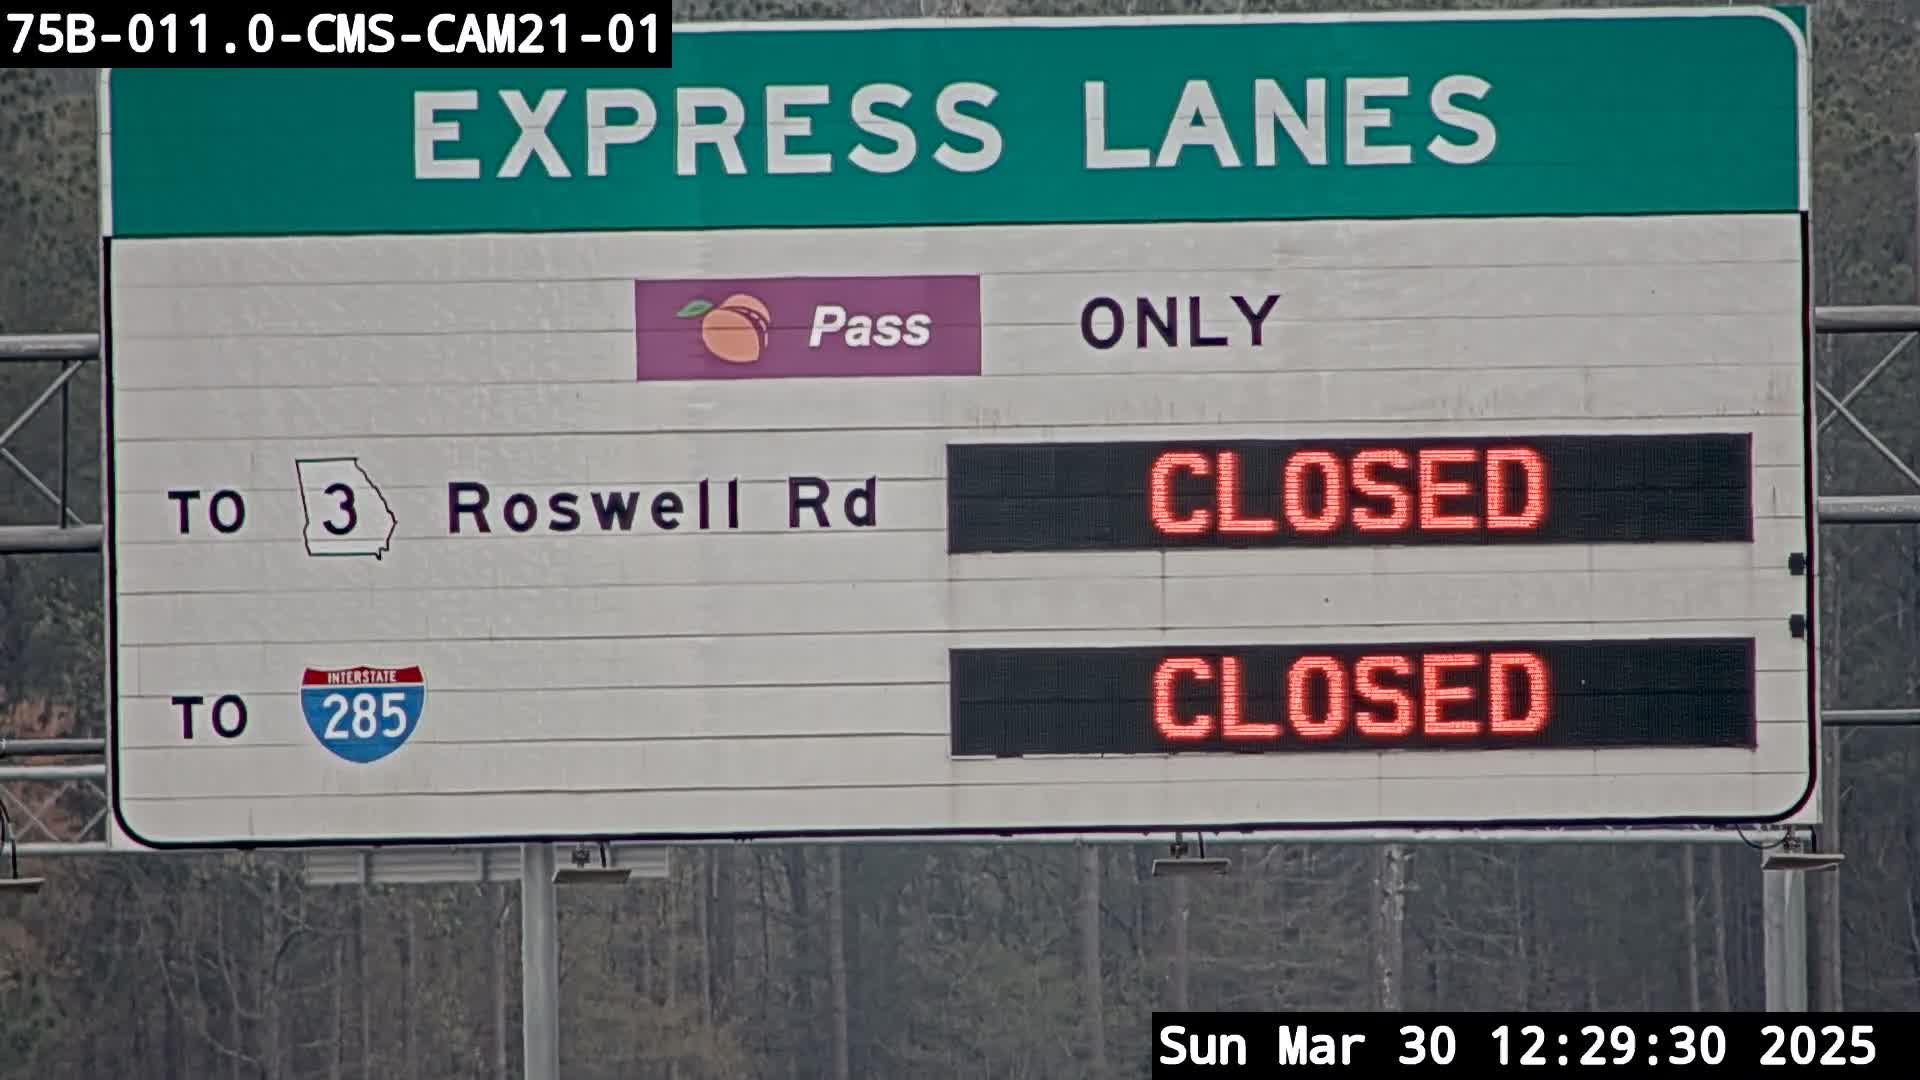 75B-011.0-CMS-CAM21-01
EXPRESS LANES
Pass ONLY
TO 3 Roswell Rd CLOSED
INTERSTATE
TO 285 CLOSED
Sun Mar 30 12:29:30 2025